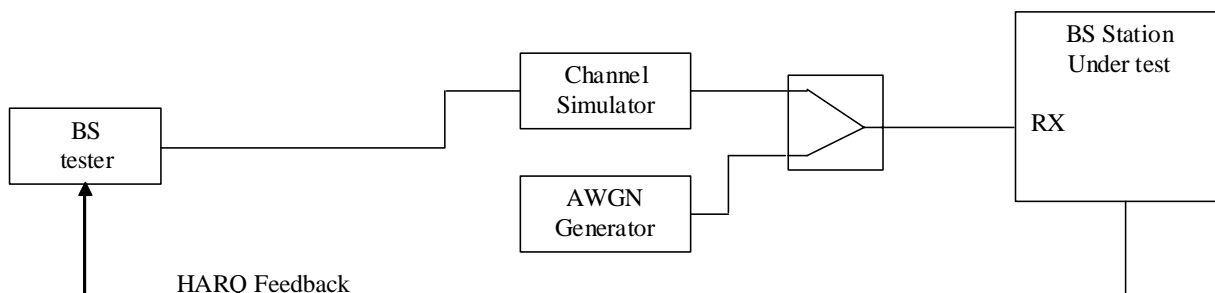 BS Station
Under test
Channel
Simulator
RX
BS
tester
AWGN
Generator
HARQ Feedback